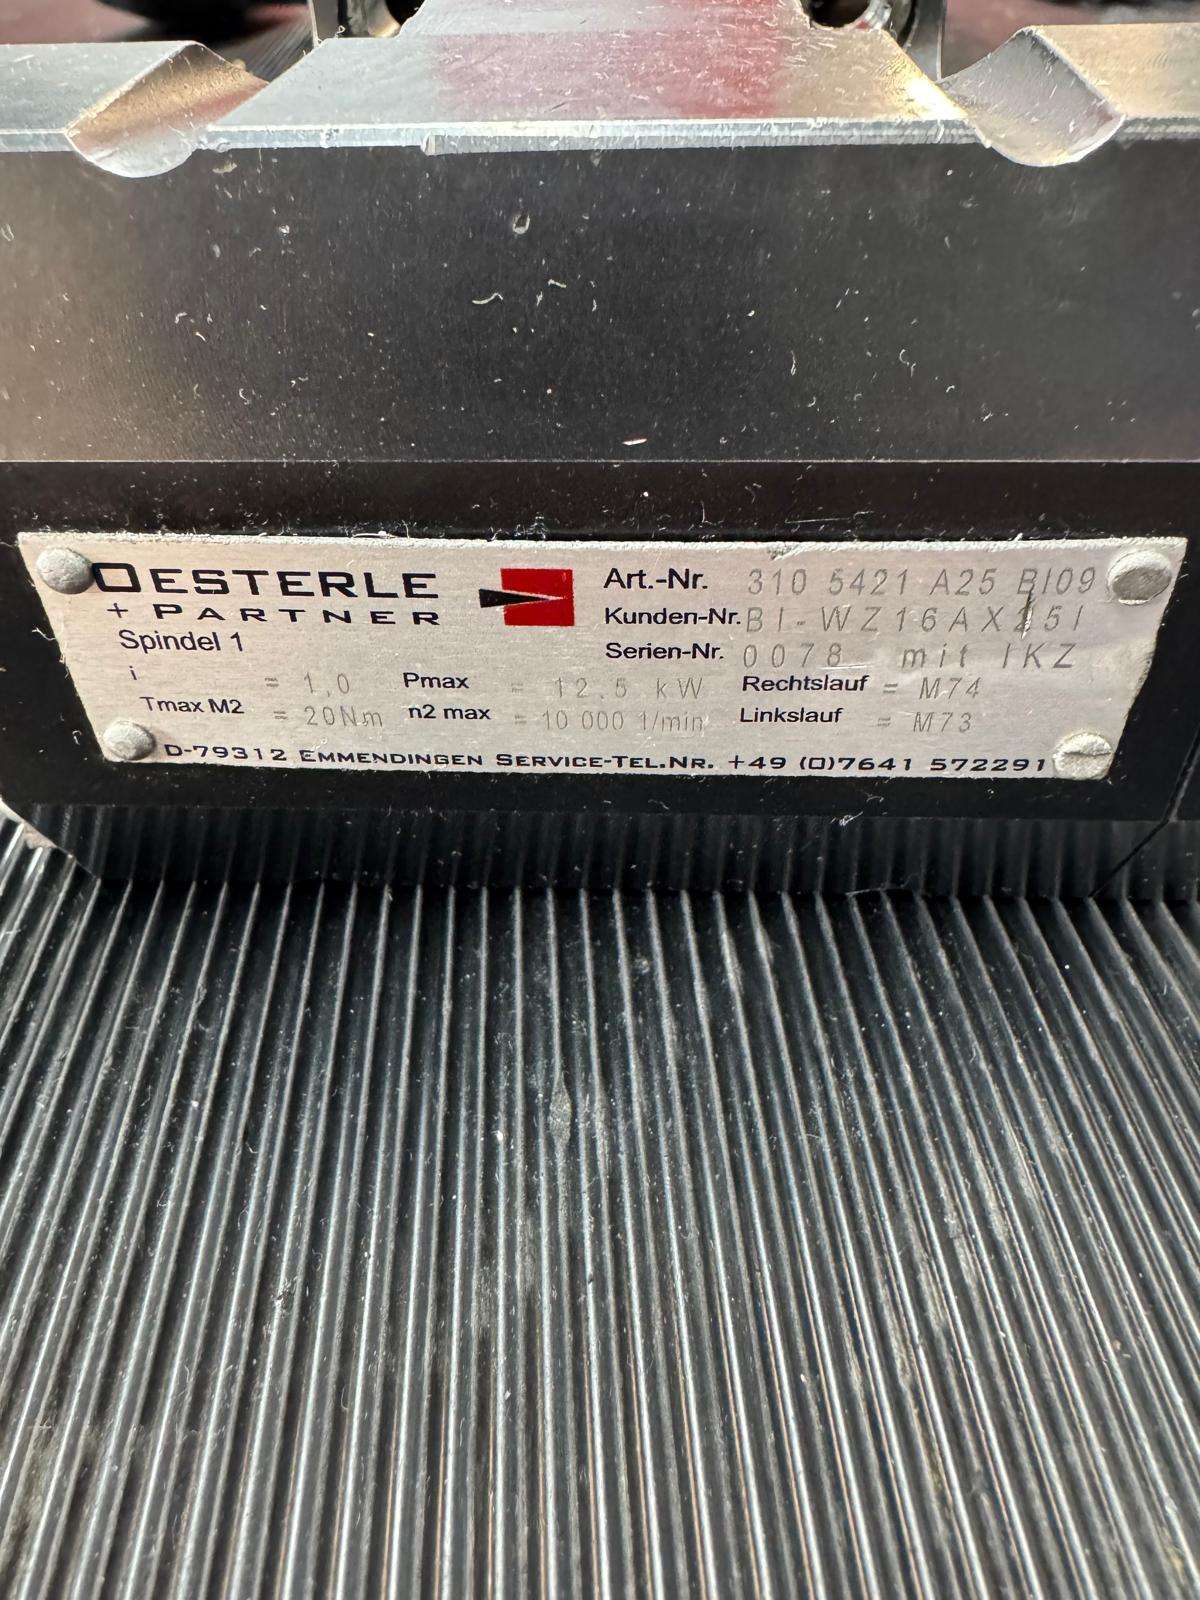 OESTERLE
+ PARTNER
Spindel 1
i = 1,0
Tmax M2 = 20Nm
Pmax = 12.5 kW
n2 max = 10 000 1/min
Art.-Nr. 310 5421 A25 BI09
Kunden-Nr.
Serien-Nr. 0078 mit IKZ
Rechtslauf = M74
Linkslauf = M73
D-79312 EMMENDINGEN SERVICE-TEL.NR. +49 (0)7641 572291